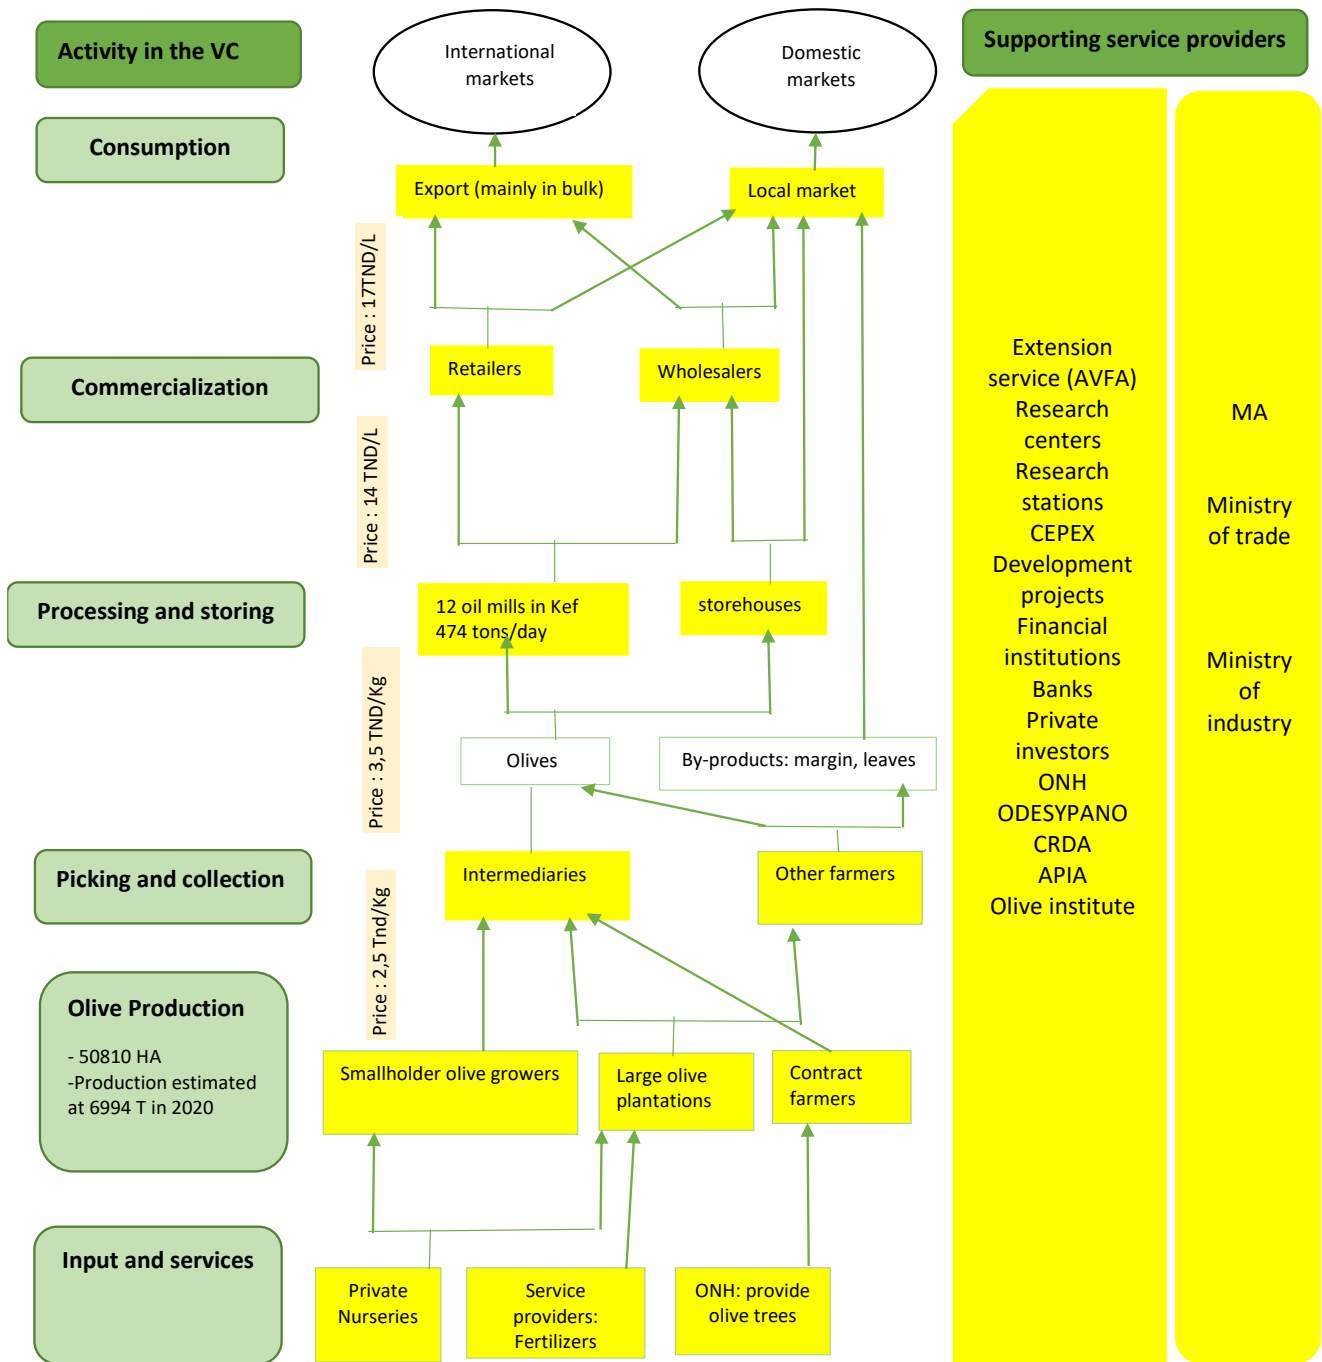 Activity in the VC
International
markets
Domestic
markets
Supporting service providers
Consumption
Export (mainly in bulk)
Local market
Price : 17TND/L
Commercialization
Retailers
Wholesalers
Price : 14 TND/L
Processing and storing
12 oil mills in Kef
474 tons/day
storehouses
Price : 3,5 TND/Kg
Olives
By-products: margin, leaves
Picking and collection
Intermediaries
Other farmers
Price : 2,5 Tnd/Kg
Olive Production
- 50810 HA
-Production estimated
at 6994 T in 2020
Smallholder olive growers
Large olive
plantations
Contract
farmers
Input and services
Private
Nurseries
Service
providers:
Fertilizers
ONH: provide
olive trees
Extension
service (AVFA)
Research
centers
Research
stations
CEPEX
Development
projects
Financial
institutions
Banks
Private
investors
ONH
ODESYPANO
CRDA
APIA
Olive institute
MA
Ministry
of trade
Ministry
of
industry